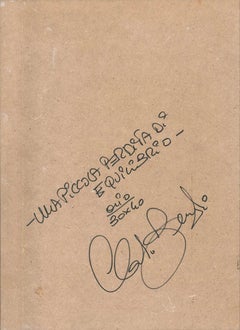 - UNA PICCOLA PERDITA DI
EQUILIBRIO -
OLIO
30X40